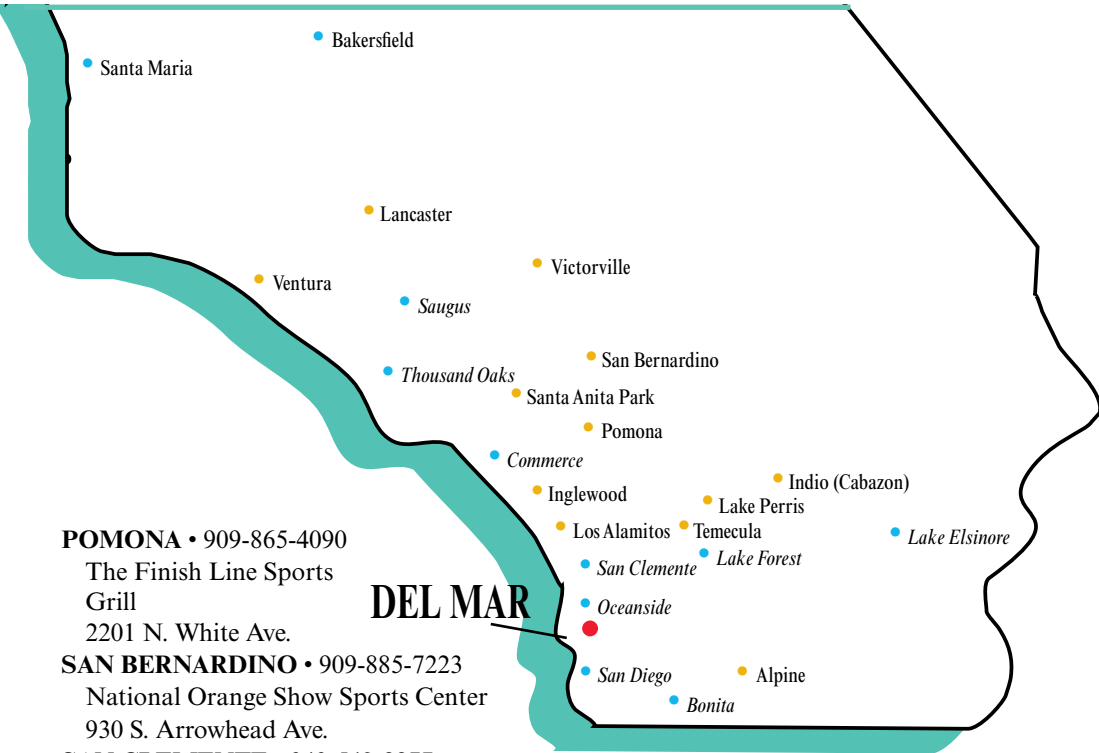 Bakersfield
Santa Maria
Lancaster
Victorville
Ventura
Saugus
San Bernardino
Thousand Oaks
Santa Anita Park
Pomona
Commerce
Indio (Cabazon)
Inglewood
Lake Perris
Los Alamitos
Temecula
Lake Elsinore
Lake Forest
San Clemente
DEL MAR
Oceanside
San Diego
Alpine
Bonita
POMONA • 909-865-4090
The Finish Line Sports
Grill
2201 N. White Ave.
SAN BERNARDINO • 909-885-7223
National Orange Show Sports Center
930 S. Arrowhead Ave.